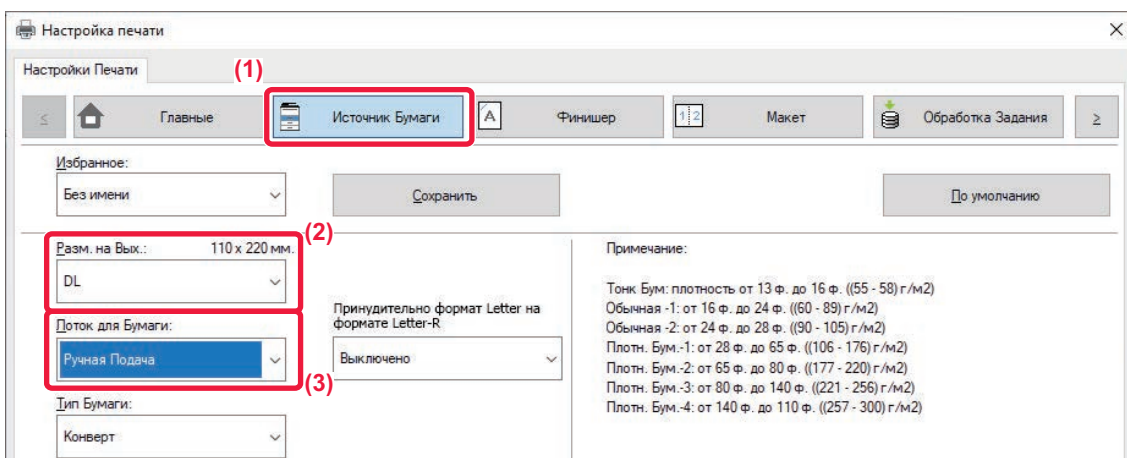 Настройка печати
Настройки Печати
(1)
Главные
Источник Бумаги
A
Финишер
1 2
Макет
Обработка Задания
≤
≥
Избранное:
Без имени
Сохранить
По умолчанию
(2)
Разм. на Вых.: 110 x 220 мм.
DL
Лоток для Бумаги:
Ручная Подача
(3)
Тип Бумаги:
Конверт
Принудительно формат Letter на
формате Letter-R
Выключено
Примечание:
Тонк Бум: плотность от 13 ф. до 16 ф. ((55 - 58) г/м2)
Обычная -1: от 16 ф. до 24 ф. ((60 - 89) г/м2)
Обычная -2: от 24 ф. до 28 ф. ((90 - 105) г/м2)
Плотн. Бум.-1: от 28 ф. до 65 ф. ((106 - 176) г/м2)
Плотн. Бум.-2: от 65 ф. до 80 ф. ((177 - 220) г/м2)
Плотн. Бум.-3: от 80 ф. до 140 ф. ((221 - 256) г/м2)
Плотн. Бум.-4: от 140 ф. до 110 ф. ((257 - 300) г/м2)